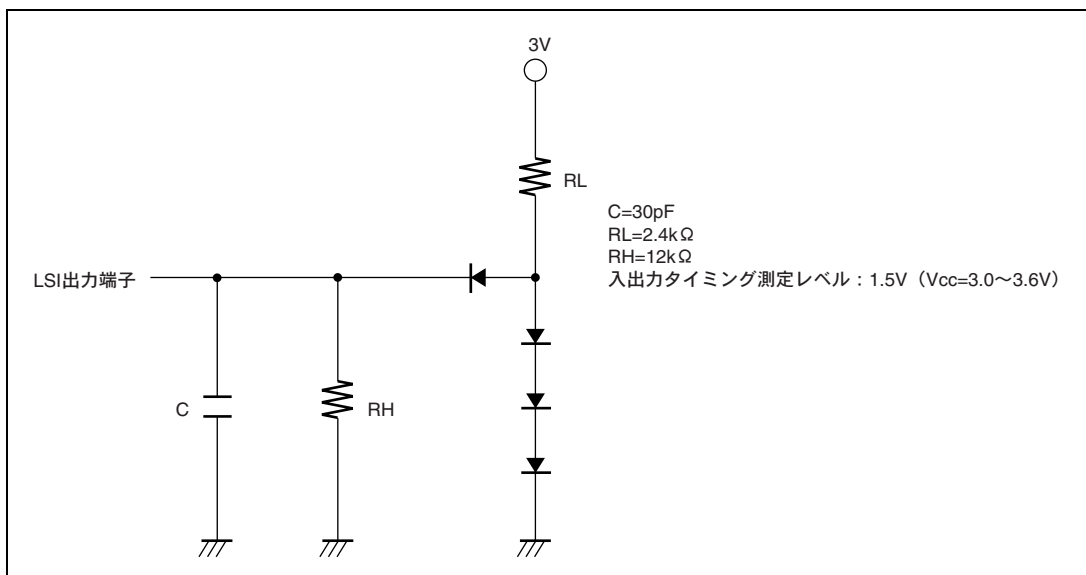 3V
RL
C=30pF
RL=2.4kΩ
RH=12kΩ
入出力タイミング測定レベル：1.5V（Vcc=3.0～3.6V）
LSI出力端子
C
RH